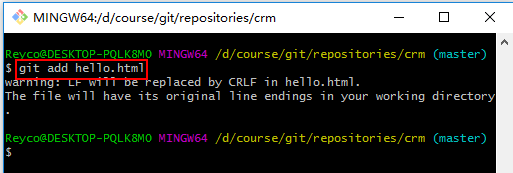 MINGW64:/d/course/git/repositories/crm
Reyco@DESKTOP-PQLK8MO MINGW64 /d/course/git/repositories/crm (master)
$ git add hello.html
warning: LF will be replaced by CRLF in hello.html.
The file will have its original line endings in your working directory
.
Reyco@DESKTOP-PQLK8MO MINGW64 /d/course/git/repositories/crm (master)
$